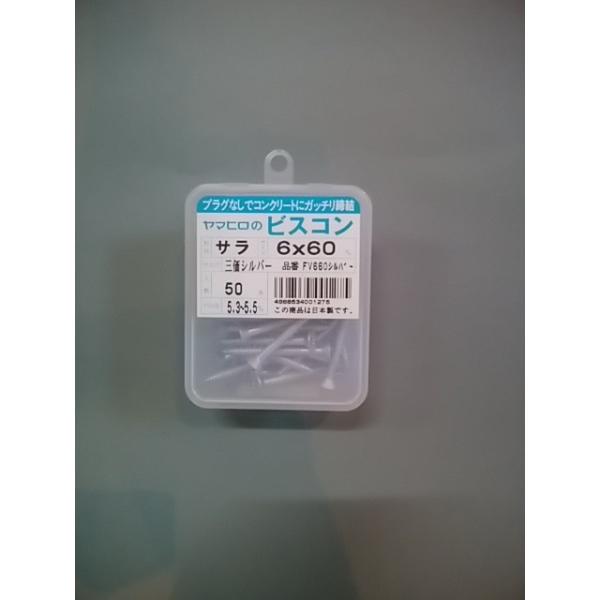 プラグなしでコンクリートにガッチリ締結
ヤマヒロの ビスコン
サラ 6x60
三価シルバー 品番 FV660シルバー
50
5.3~5.5
4968534001275
この商品は日本製です。